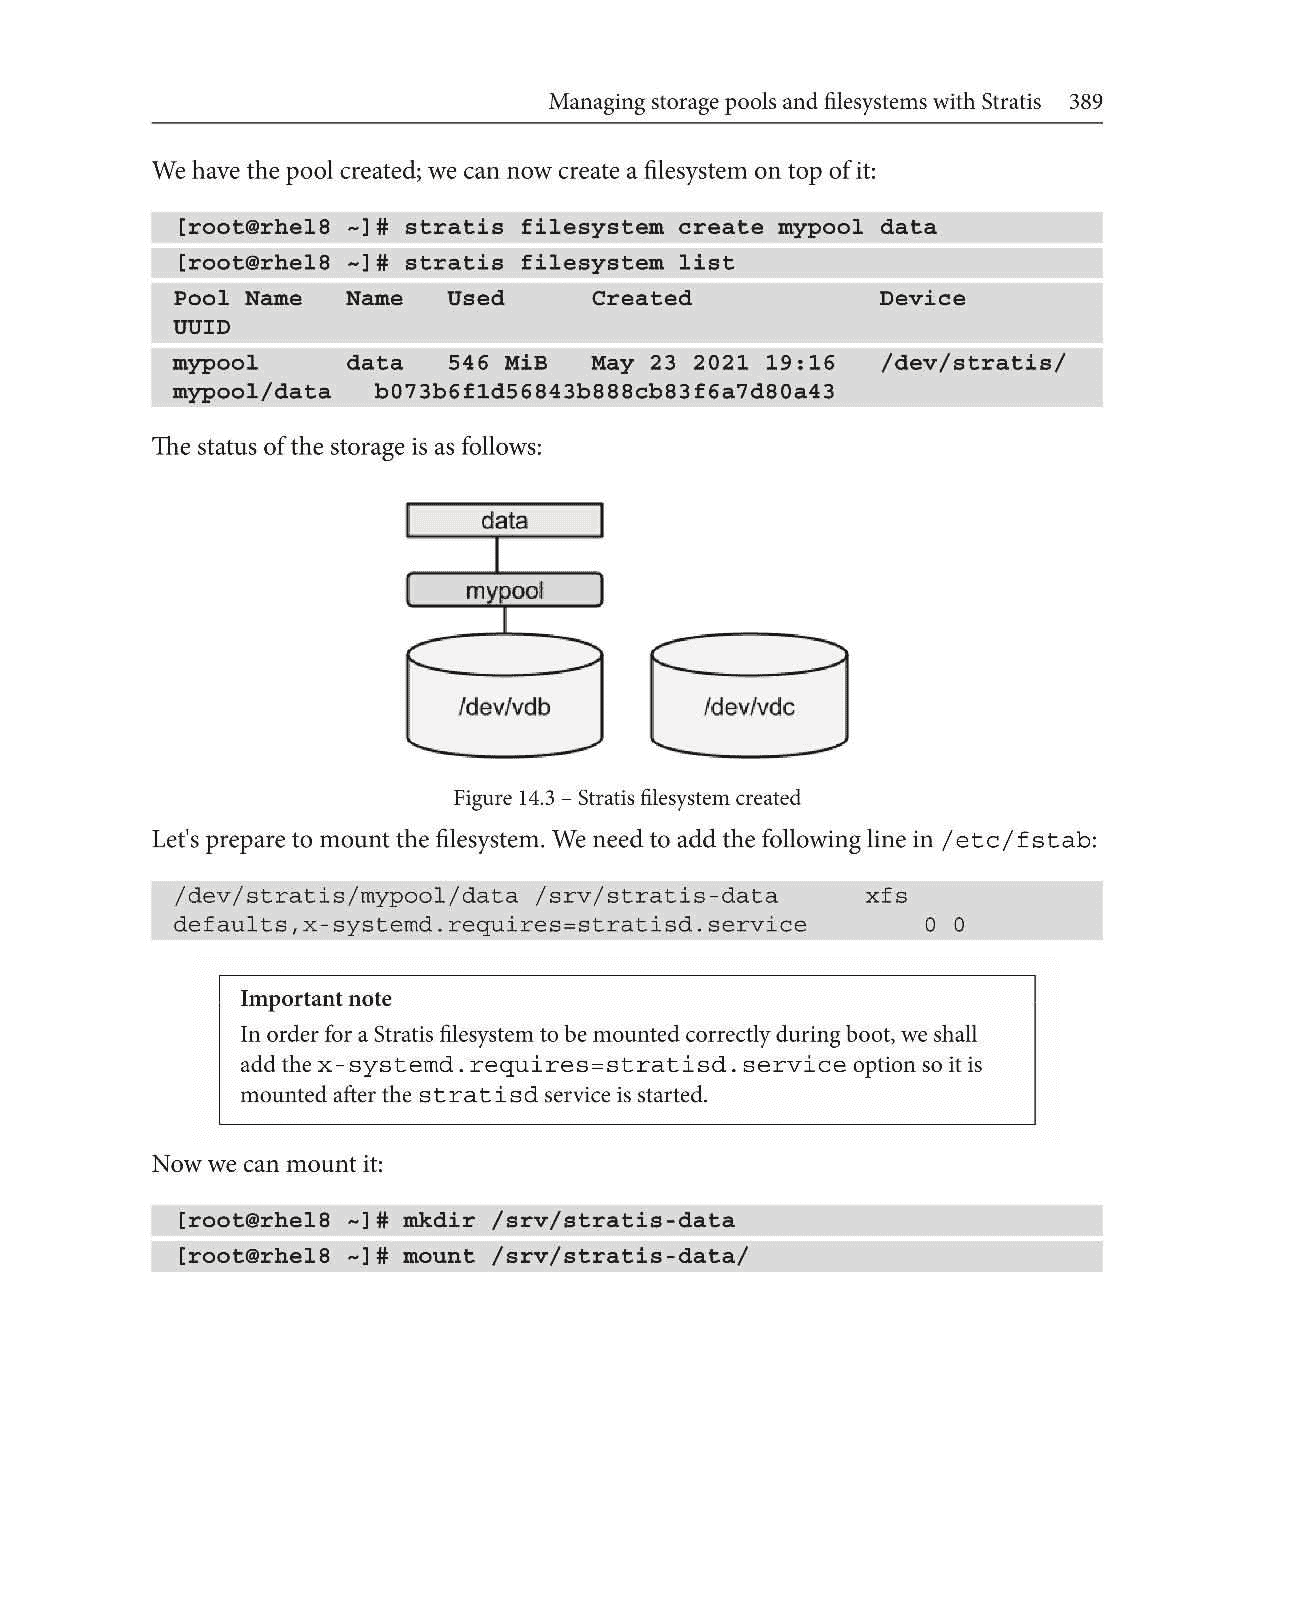 Managing storage pools and filesystems with Stratis 389
We have the pool created; we can now create a filesystem on top of it:
[root@rhel8 ~]# stratis filesystem create mypool data
[root@rhel8 ~]# stratis filesystem list
Pool Name   Name   Used      Created             Device
UUID
mypool      data   546 MiB   May 23 2021 19:16   /dev/stratis/
mypool/data   b073b6f1d56843b888cb83f6a7d80a43
The status of the storage is as follows:
data
mypool
/dev/vdb /dev/vdc
Figure 14.3 – Stratis filesystem created
Let's prepare to mount the filesystem. We need to add the following line in /etc/fstab:
/dev/stratis/mypool/data /srv/stratis-data      xfs
defaults,x-systemd.requires=stratisd.service        0 0
Important note
In order for a Stratis filesystem to be mounted correctly during boot, we shall
add the x-systemd.requires=stratisd.service option so it is
mounted after the stratisd service is started.
Now we can mount it:
[root@rhel8 ~]# mkdir /srv/stratis-data
[root@rhel8 ~]# mount /srv/stratis-data/